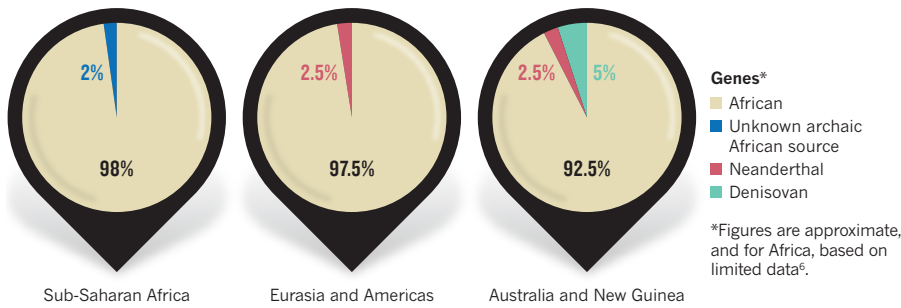 2%
98%
Sub-Saharan Africa
2.5%
97.5%
Eurasia and Americas
2.5%
5%
92.5%
Australia and New Guinea
Genes*
African
Unknown archaic
African source
Neanderthal
Denisovan
*Figures are approximate,
and for Africa, based on
limited data⁶.